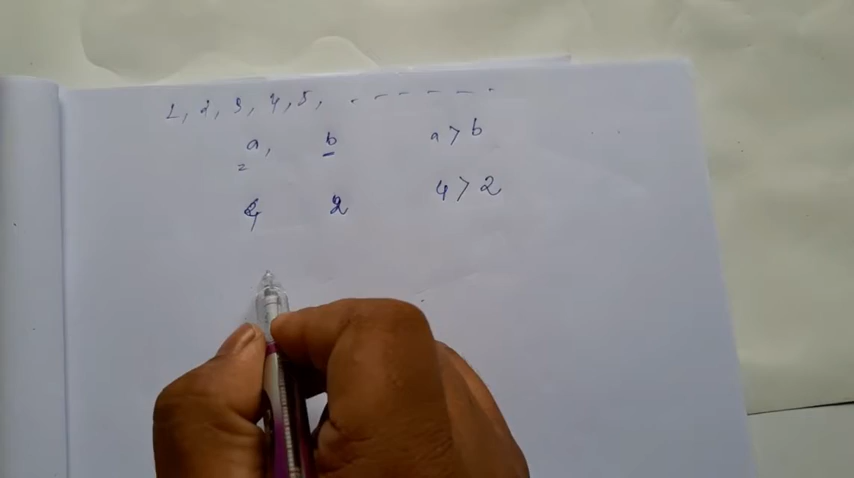 1, 2, 3, 4, 5, . - - - - - .
a, b a > b
4 2 4 > 2